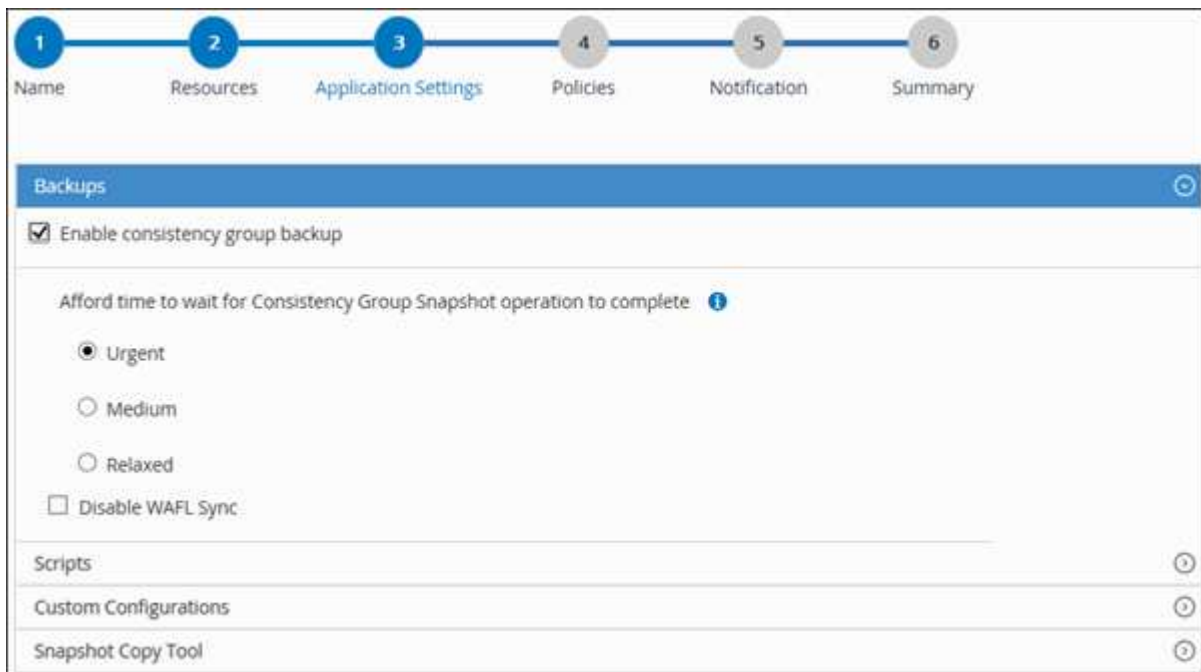 1 2 3 4 5 6
Name Resources Application Settings Policies Notification Summary
Backups
Enable consistency group backup
Afford time to wait for Consistency Group Snapshot operation to complete i
Urgent
Medium
Relaxed
Disable WAFL Sync
Scripts
Custom Configurations
Snapshot Copy Tool